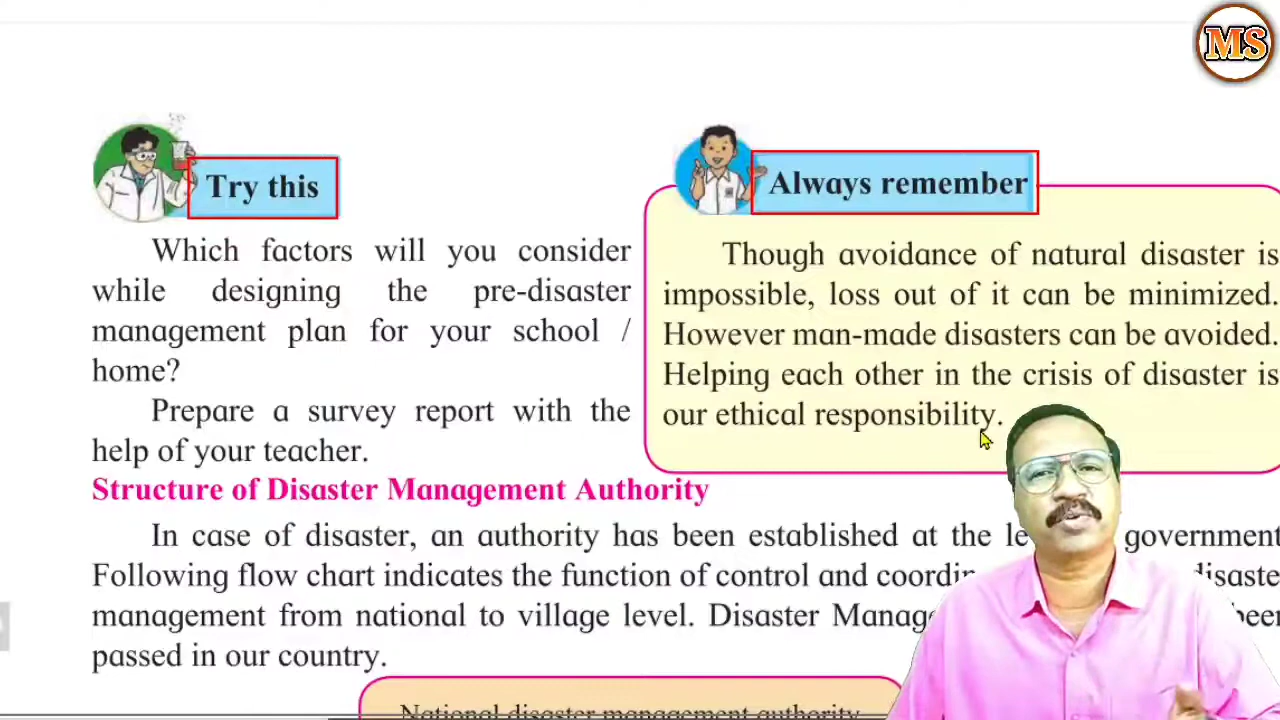 MS
Try this
Which factors will you consider
while designing the pre-disaster
management plan for your school /
home?
Prepare a survey report with the
help of your teacher.
Always remember
Though avoidance of natural disaster is
impossible, loss out of it can be minimized.
However man-made disasters can be avoided.
Helping each other in the crisis of disaster is
our ethical responsibility.
Structure of Disaster Management Authority
In case of disaster, an authority has been established at the government
Following flow chart indicates the function of control and
management from national to village level. Disaster been
passed in our country.
National disaster management authority